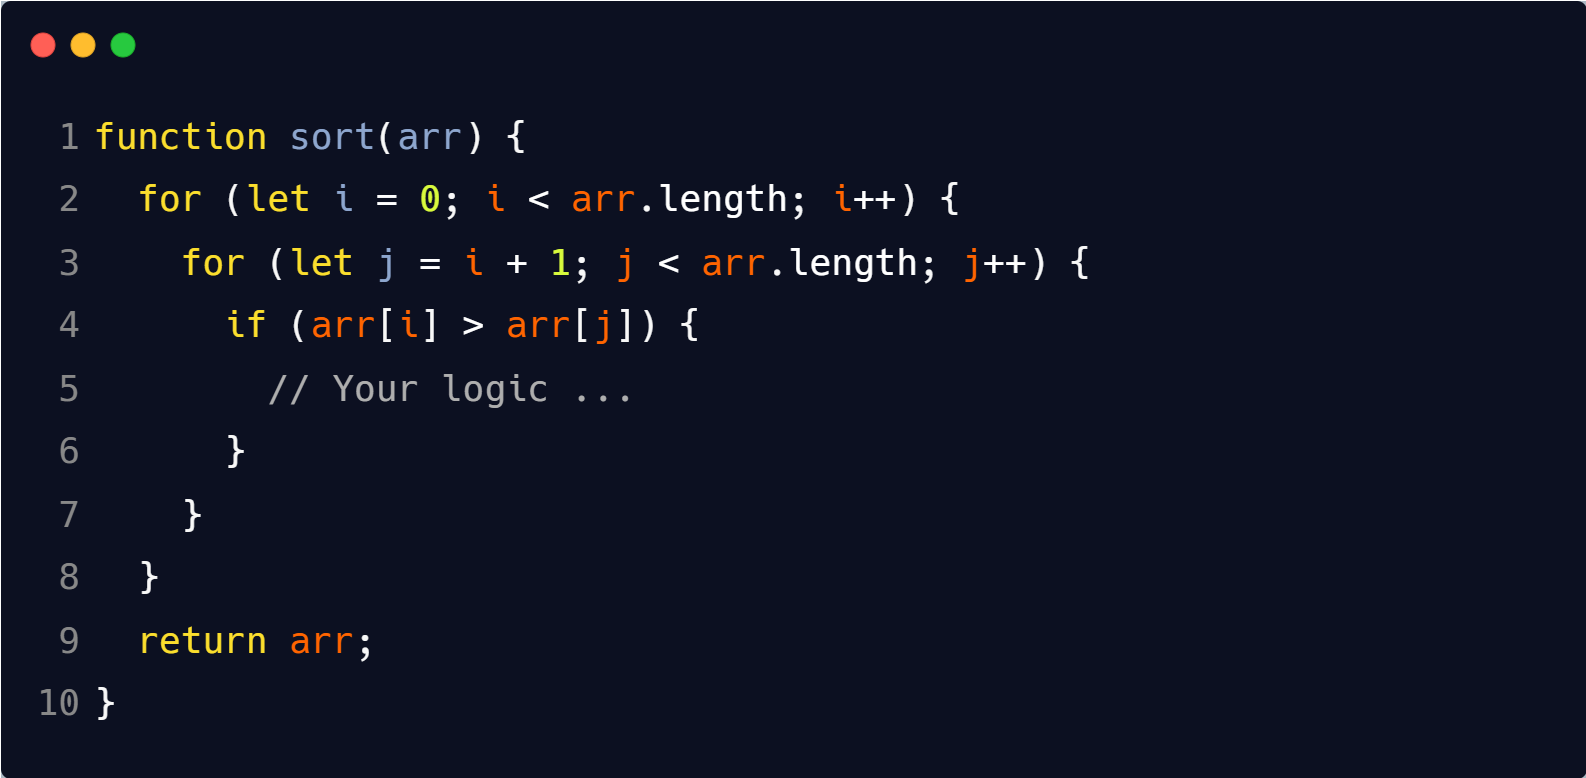 1 function sort(arr) {
2   for (let i = 0; i < arr.length; i++) {
3     for (let j = i + 1; j < arr.length; j++) {
4       if (arr[i] > arr[j]) {
5         // Your logic ...
6       }
7     }
8   }
9   return arr;
10 }